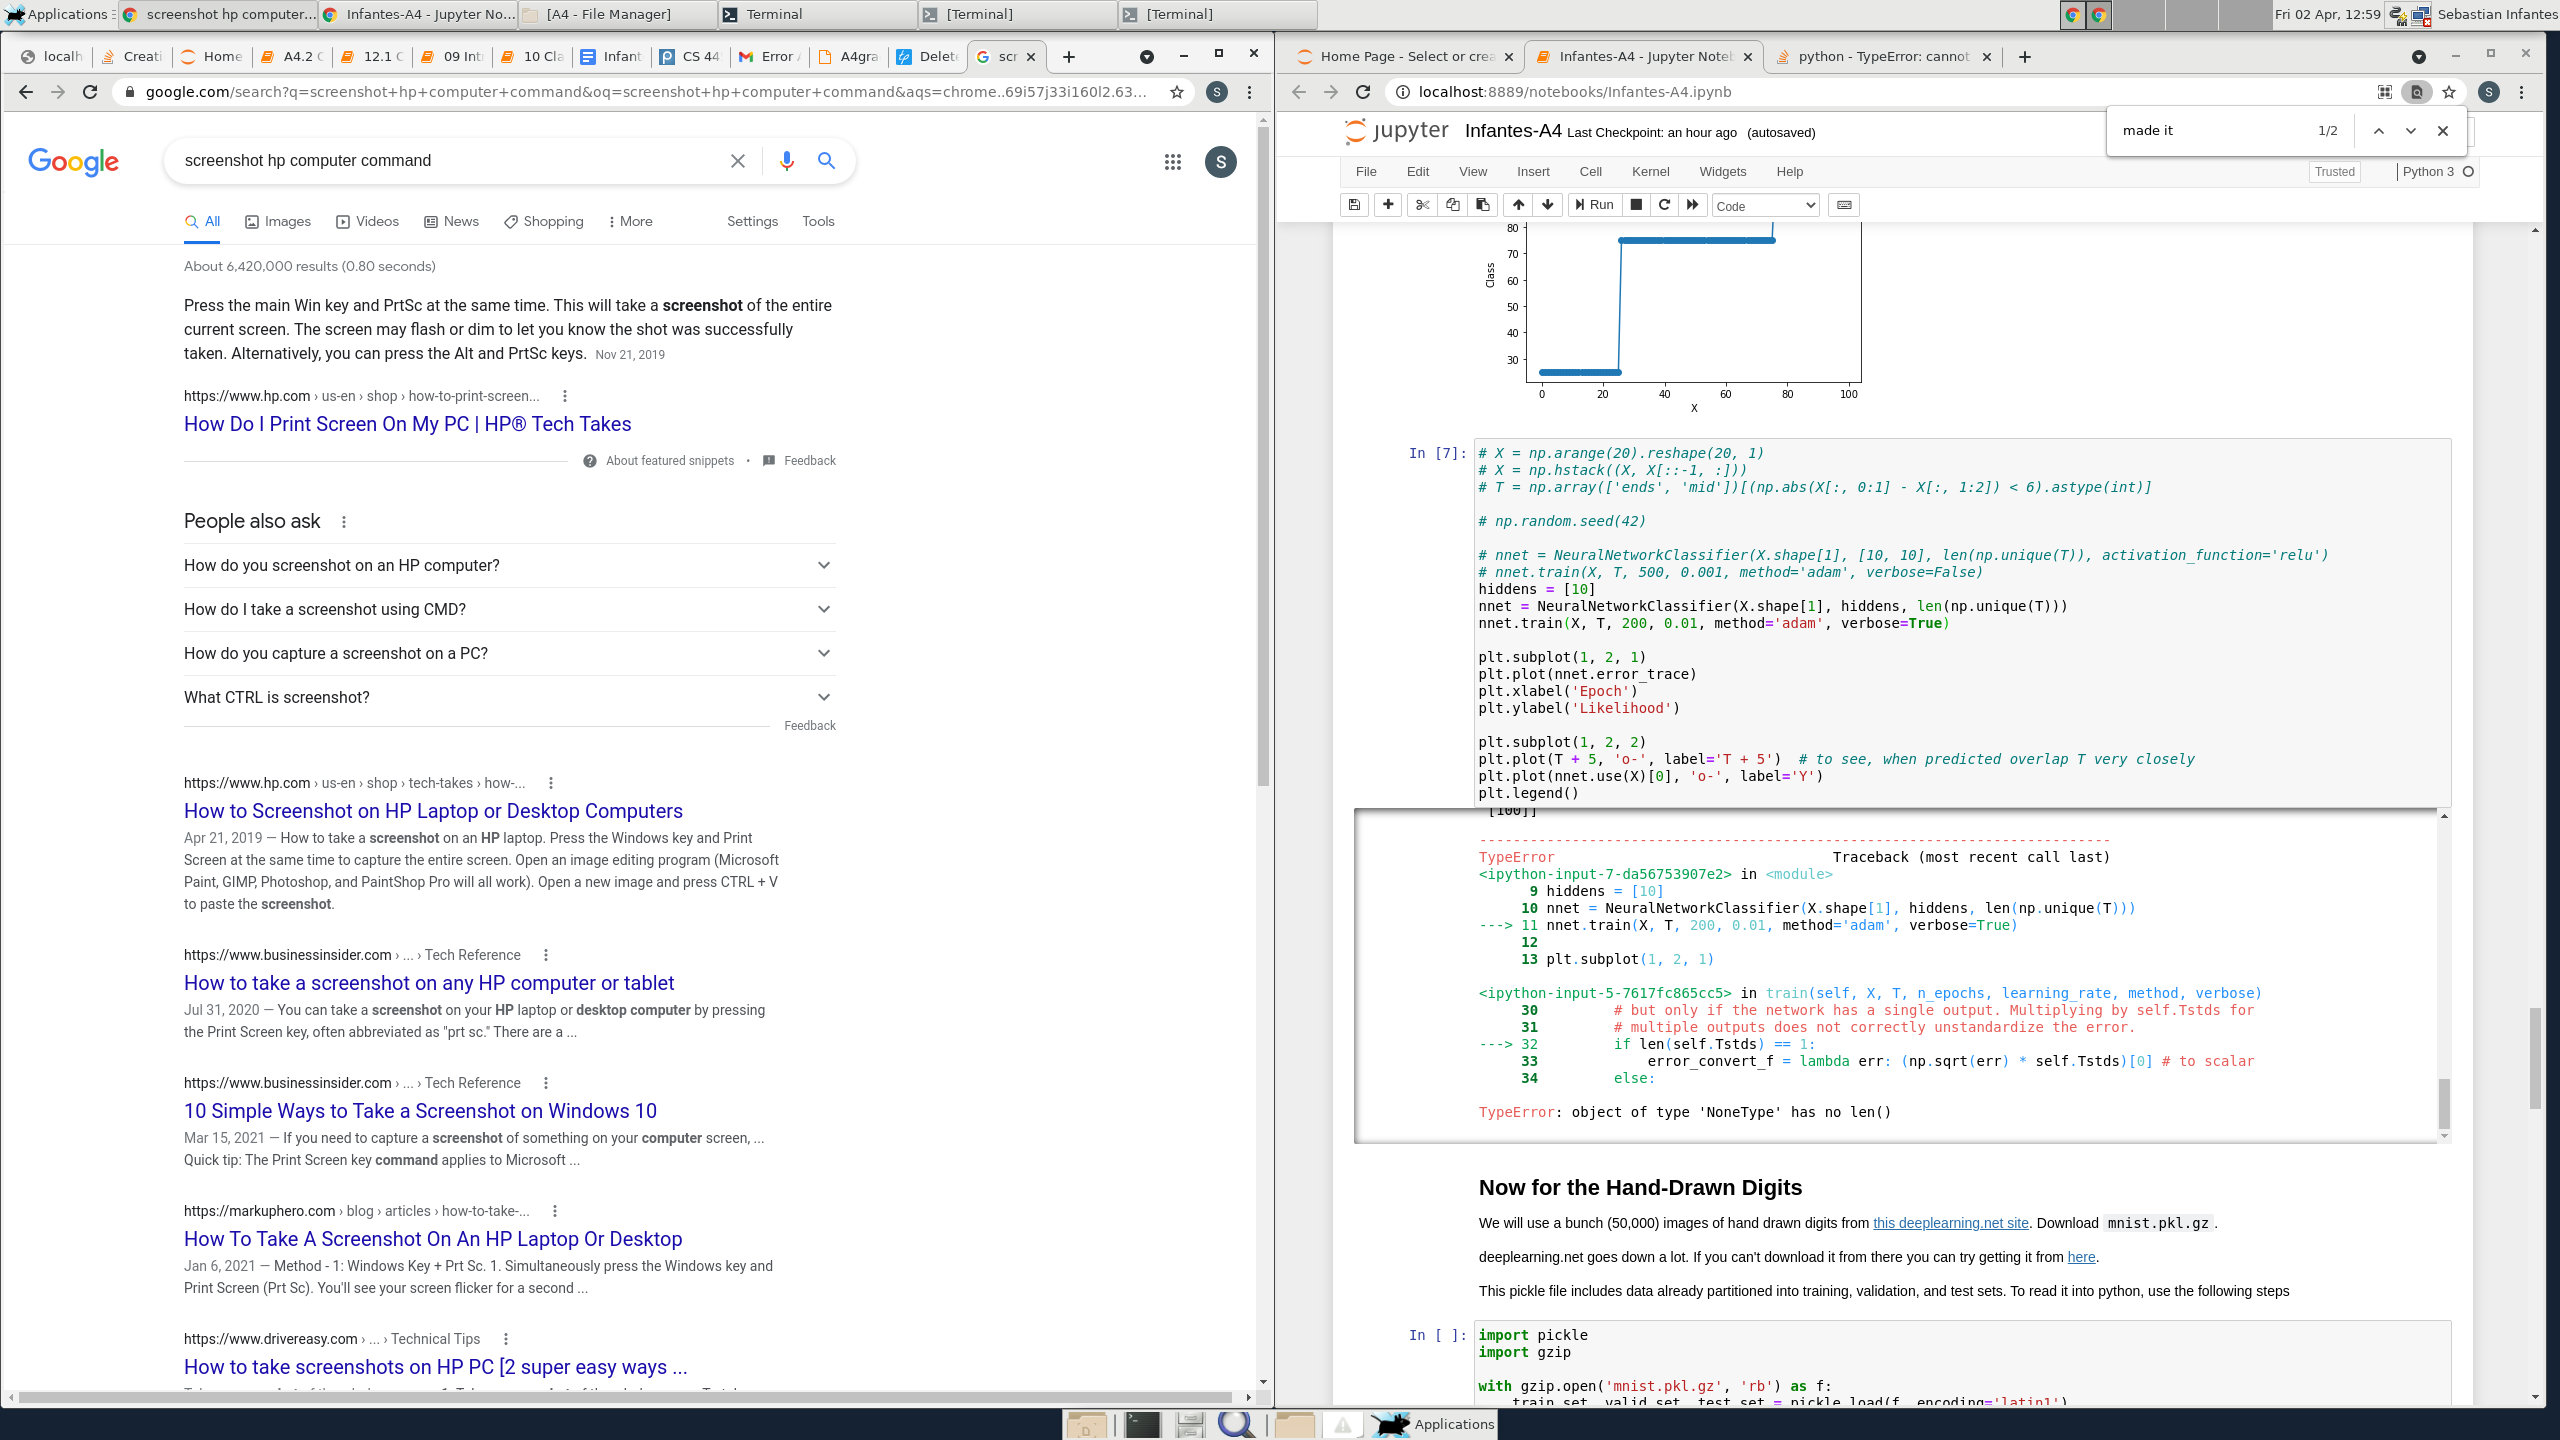 Applications
screenshot hp computer...
Infantes-A4 - Jupyter No...
[A4 - File Manager]
Terminal
[Terminal]
[Terminal]
Fri 02 Apr, 12:59
Sebastian Infantes
localh
Creati
Home
A4.2 C
12.1 C
09 Intr
10 Cla
Infant
CS 44
Error
A4gra
Delete
scr
google.com/search?q=screenshot+hp+computer+command&oq=screenshot+hp+computer+command&aqs=chrome..69i57j33i160l2.63...
S
Google
screenshot hp computer command
S
All
Images
Videos
News
Shopping
More
Settings
Tools
About 6,420,000 results (0.80 seconds)
Press the main Win key and PrtSc at the same time. This will take a screenshot of the entire
current screen. The screen may flash or dim to let you know the shot was successfully
taken. Alternatively, you can press the Alt and PrtSc keys. Nov 21, 2019
https://www.hp.com › us-en › shop › how-to-print-screen...
How Do I Print Screen On My PC | HP® Tech Takes
About featured snippets • Feedback
People also ask
How do you screenshot on an HP computer?
How do I take a screenshot using CMD?
How do you capture a screenshot on a PC?
What CTRL is screenshot?
Feedback
https://www.hp.com › us-en › shop › tech-takes › how-...
How to Screenshot on HP Laptop or Desktop Computers
Apr 21, 2019 — How to take a screenshot on an HP laptop. Press the Windows key and Print
Screen at the same time to capture the entire screen. Open an image editing program (Microsoft
Paint, GIMP, Photoshop, and PaintShop Pro will all work). Open a new image and press CTRL + V
to paste the screenshot.
https://www.businessinsider.com › ... › Tech Reference
How to take a screenshot on any HP computer or tablet
Jul 31, 2020 — You can take a screenshot on your HP laptop or desktop computer by pressing
the Print Screen key, often abbreviated as "prt sc." There are a ...
https://www.businessinsider.com › ... › Tech Reference
10 Simple Ways to Take a Screenshot on Windows 10
Mar 15, 2021 — If you need to capture a screenshot of something on your computer screen, ...
Quick tip: The Print Screen key command applies to Microsoft ...
https://markuphero.com › blog › articles › how-to-take-...
How To Take A Screenshot On An HP Laptop Or Desktop
Jan 6, 2021 — Method - 1: Windows Key + Prt Sc. 1. Simultaneously press the Windows key and
Print Screen (Prt Sc). You'll see your screen flicker for a second ...
https://www.drivereasy.com › ... › Technical Tips
How to take screenshots on HP PC [2 super easy ways ...
Home Page - Select or crea
Infantes-A4 - Jupyter Noteb
python - TypeError: cannot
localhost:8889/notebooks/Infantes-A4.ipynb
S
made it
1/2
jupyter
Infantes-A4 Last Checkpoint: an hour ago (autosaved)
File
Edit
View
Insert
Cell
Kernel
Widgets
Help
Trusted
Python 3
Run
Code
80
70
60
50
40
30
Class
0 20 40 60 80 100
X
In [7]:
# X = np.arange(20).reshape(20, 1)
# X = np.hstack((X, X[::-1, :]))
# T = np.array(['ends', 'mid'])[(np.abs(X[:, 0:1] - X[:, 1:2]) < 6).astype(int)]
# np.random.seed(42)
# nnet = NeuralNetworkClassifier(X.shape[1], [10, 10], len(np.unique(T)), activation_function='relu')
# nnet.train(X, T, 500, 0.001, method='adam', verbose=False)
hiddens = [10]
nnet = NeuralNetworkClassifier(X.shape[1], hiddens, len(np.unique(T)))
nnet.train(X, T, 200, 0.01, method='adam', verbose=True)
plt.subplot(1, 2, 1)
plt.plot(nnet.error_trace)
plt.xlabel('Epoch')
plt.ylabel('Likelihood')
plt.subplot(1, 2, 2)
plt.plot(T + 5, 'o-', label='T + 5')  # to see, when predicted overlap T very closely
plt.plot(nnet.use(X)[0], 'o-', label='Y')
plt.legend()
[100]]
---------------------------------------------------------------------------
TypeError                                 Traceback (most recent call last)
<ipython-input-7-da56753907e2> in <module>
9 hiddens = [10]
10 nnet = NeuralNetworkClassifier(X.shape[1], hiddens, len(np.unique(T)))
---> 11 nnet.train(X, T, 200, 0.01, method='adam', verbose=True)
12
13 plt.subplot(1, 2, 1)
<ipython-input-5-7617fc865cc5> in train(self, X, T, n_epochs, learning_rate, method, verbose)
30         # but only if the network has a single output. Multiplying by self.Tstds for
31         # multiple outputs does not correctly unstandardize the error.
---> 32         if len(self.Tstds) == 1:
33             error_convert_f = lambda err: (np.sqrt(err) * self.Tstds)[0] # to scalar
34         else:
TypeError: object of type 'NoneType' has no len()
Now for the Hand-Drawn Digits
We will use a bunch (50,000) images of hand drawn digits from this deeplearning.net site. Download mnist.pkl.gz .
deeplearning.net goes down a lot. If you can't download it from there you can try getting it from here.
This pickle file includes data already partitioned into training, validation, and test sets. To read it into python, use the following steps
In [ ]:
import pickle
import gzip
with gzip.open('mnist.pkl.gz', 'rb') as f:
train_set, valid_set, test_set = pickle.load(f, encoding='latin1')
Applications